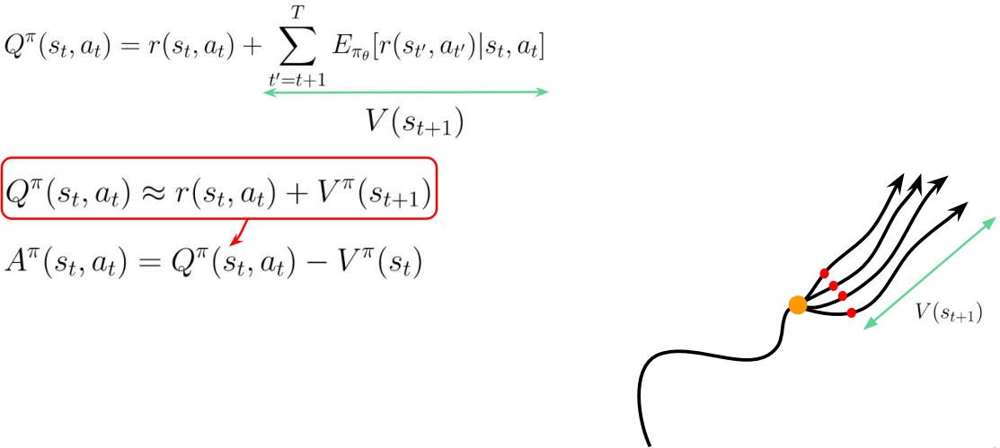 Q^π(s_t, a_t) = r(s_t, a_t) + ∑_{t'=t+1}^{T} E_{π_θ}[r(s_{t'}, a_{t'})|s_t, a_t]
V(s_{t+1})
Q^π(s_t, a_t) ≈ r(s_t, a_t) + V^π(s_{t+1})
A^π(s_t, a_t) = Q^π(s_t, a_t) − V^π(s_t)
V(s_{t+1})